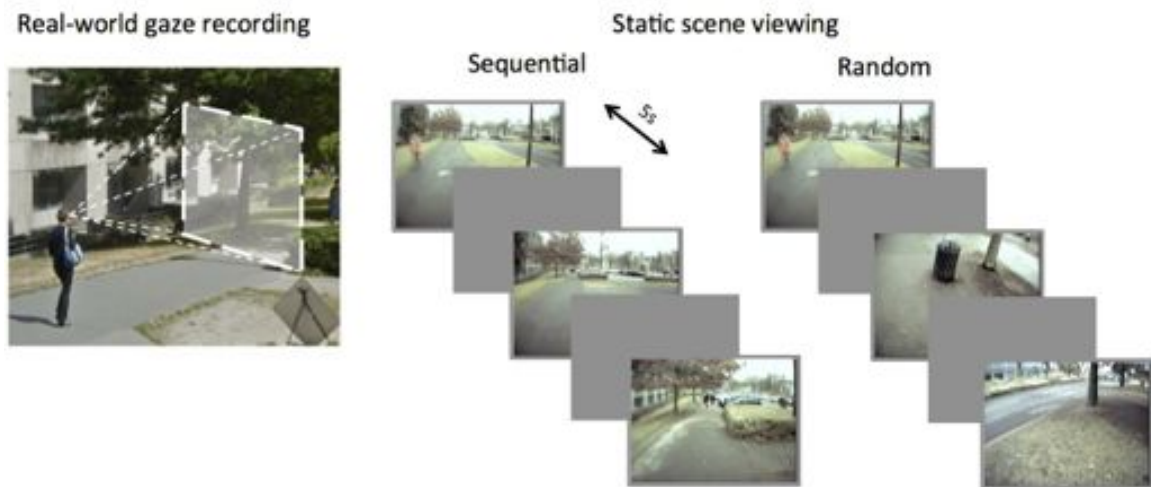 Real-world gaze recording
Static scene viewing
Sequential
Random
Ss